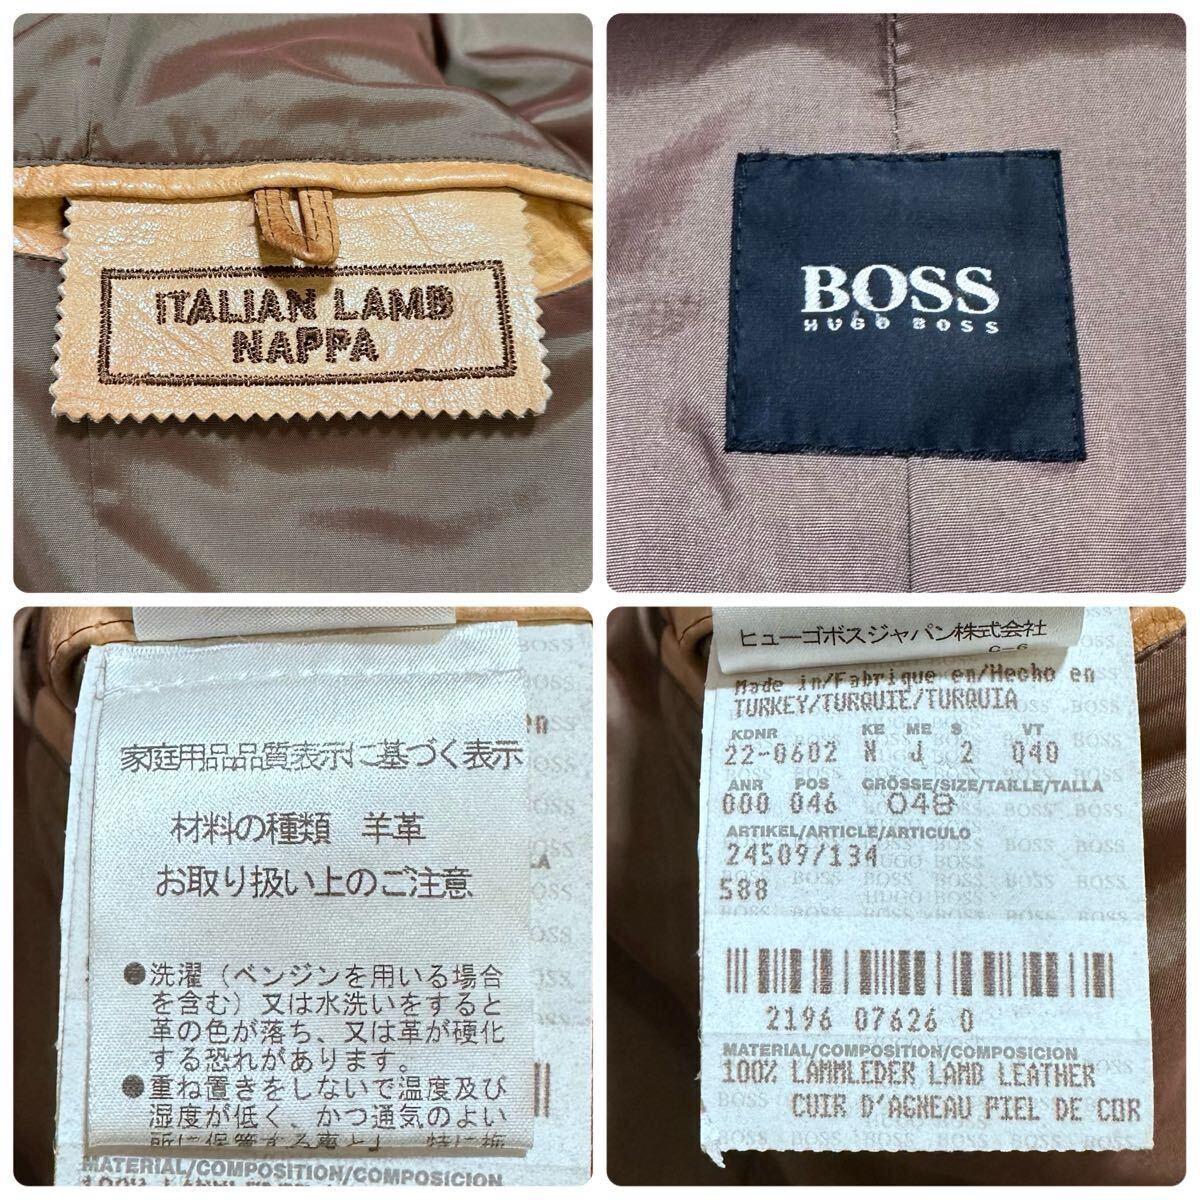 ITALIAN LAMB
NAPPA
BOSS
HUGO BOSS
家庭用品品質表示に基づく表示
材料の種類 羊革
お取り扱い上のご注意
●洗濯(ベンジンを用いる場合
を含む)又は水洗いをすると
革の色が落ち、又は革が硬化
する恐れがあります。
●重ね置きをしないで温度及び
湿度が低く、かつ通気のよい
MATERIAL/COMPOSITION/COMPOSICION
ヒューゴボスジャパン株式会社
C-6
Made in/Fabrique en/Hecho en
TURKEY/TURQUIE/TURQUIA
KDNR KE ME S VT
22-0602 N J 2 Q40
ANR POS GRÖSSE/SIZE/TAILLE/TALLA
000 046 048
ARTIKEL/ARTICLE/ARTICULO
24509/134
588
2196 07626 0
MATERIAL/COMPOSITION/COMPOSICION
100% LAMMLEDER LAMB LEATHER
CUIR D'AGNEAU PIEL DE COR